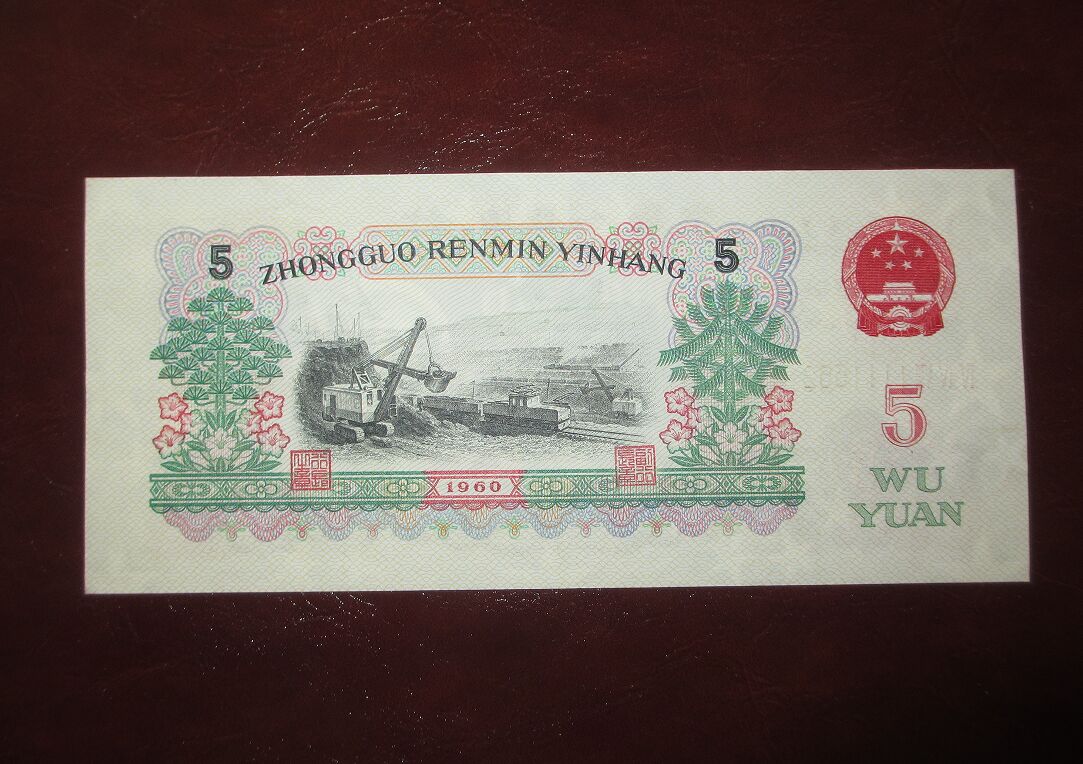 5 ZHONGGUO RENMIN YINHANG 5
1960
5
WU
YUAN